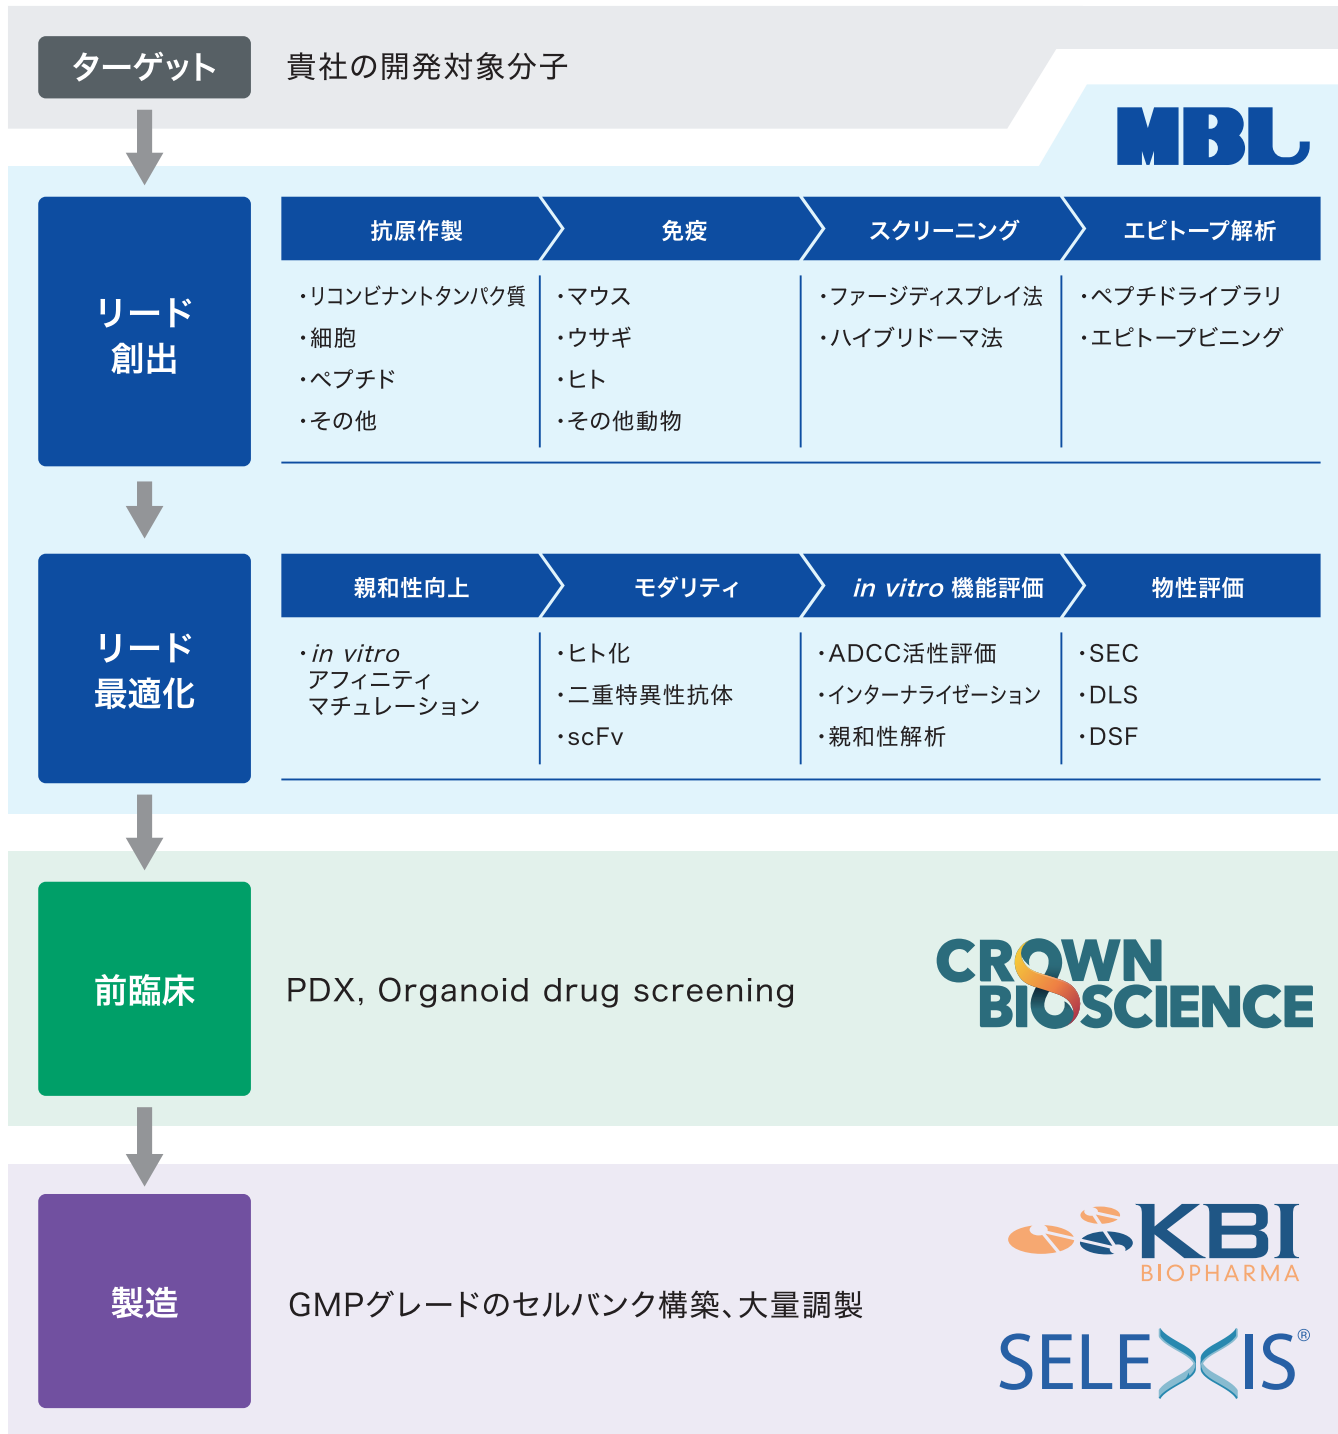 ターゲット
貴社の開発対象分子
MBL
リード
創出
抗原作製
免疫
スクリーニング
エピトープ解析
・リコンビナントタンパク質
・細胞
・ペプチド
・その他
・マウス
・ウサギ
・ヒト
・その他動物
・ファージディスプレイ法
・ハイブリドーマ法
・ペプチドライブラリ
・エピトープビニング
リード
最適化
親和性向上
モダリティ
in vitro 機能評価
物性評価
・in vitro
アフィニティ
マチュレーション
・ヒト化
・二重特異性抗体
・scFv
・ADCC活性評価
・インターナライゼーション
・親和性解析
・SEC
・DLS
・DSF
前臨床
PDX, Organoid drug screening
CROWN
BIOSCIENCE
製造
GMPグレードのセルバンク構築、大量調製
KBI
BIOPHARMA
SELEXIS®